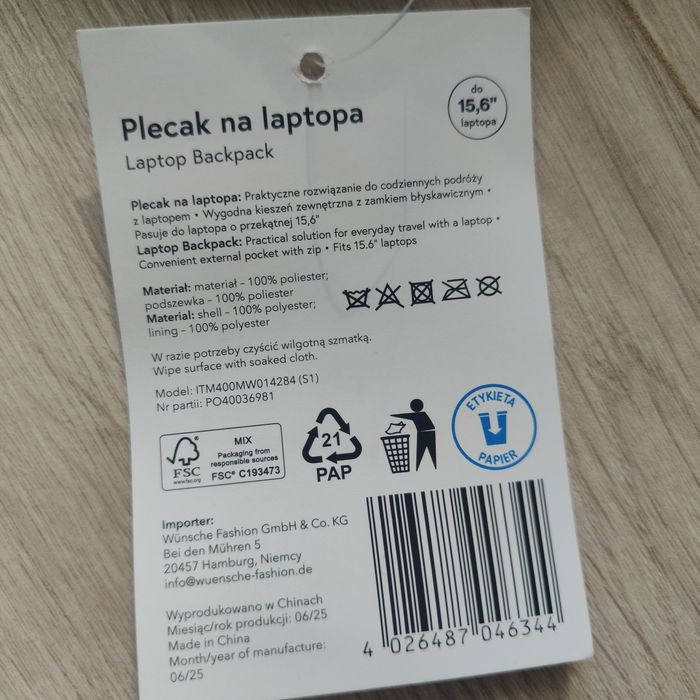 do
15,6"
laptopa
Plecak na laptopa
Laptop Backpack
Plecak na laptopa: Praktyczne rozwiązanie do codziennych podróży
z laptopem • Wygodna kieszeń zewnętrzna z zamkiem błyskawicznym •
Pasuje do laptopa o przekątnej 15,6"
Laptop Backpack: Practical solution for everyday travel with a laptop •
Convenient external pocket with zip • Fits 15.6" laptops
Materiał: materiał - 100% poliester;
podszewka - 100% poliester
Material: shell - 100% polyester;
lining - 100% polyester
W razie potrzeby czyścić wilgotną szmatką.
Wipe surface with soaked cloth.
Model: ITM400MW014284 (S1)
Nr partii: PO40036981
FSC
www.fsc.org
MIX
Packaging from
responsible sources
FSC® C193473
21
PAP
ETYKIETA
PAPIER
Importer:
Wünsche Fashion GmbH & Co. KG
Bei den Mühren 5
20457 Hamburg, Niemcy
info@wuensche-fashion.de
Wyprodukowano w Chinach
Miesiąc/rok produkcji: 06/25
Made in China
Month/year of manufacture:
06/25
4 026487 046344